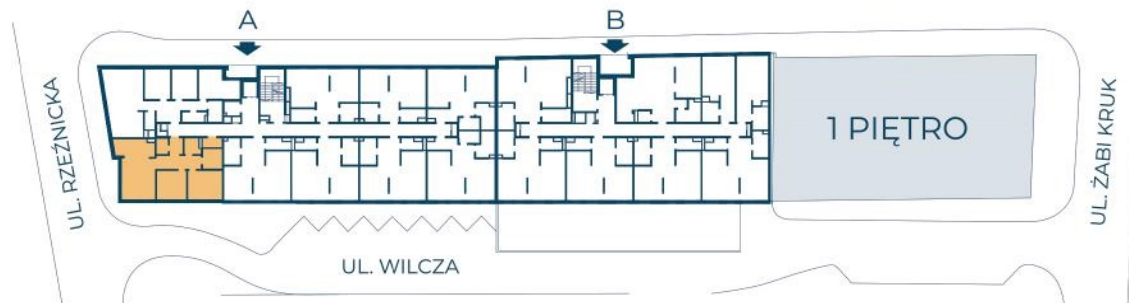 A
B
UL. RZEŹNICKA
1 PIĘTRO
UL. ŻABI KRUK
UL. WILCZA